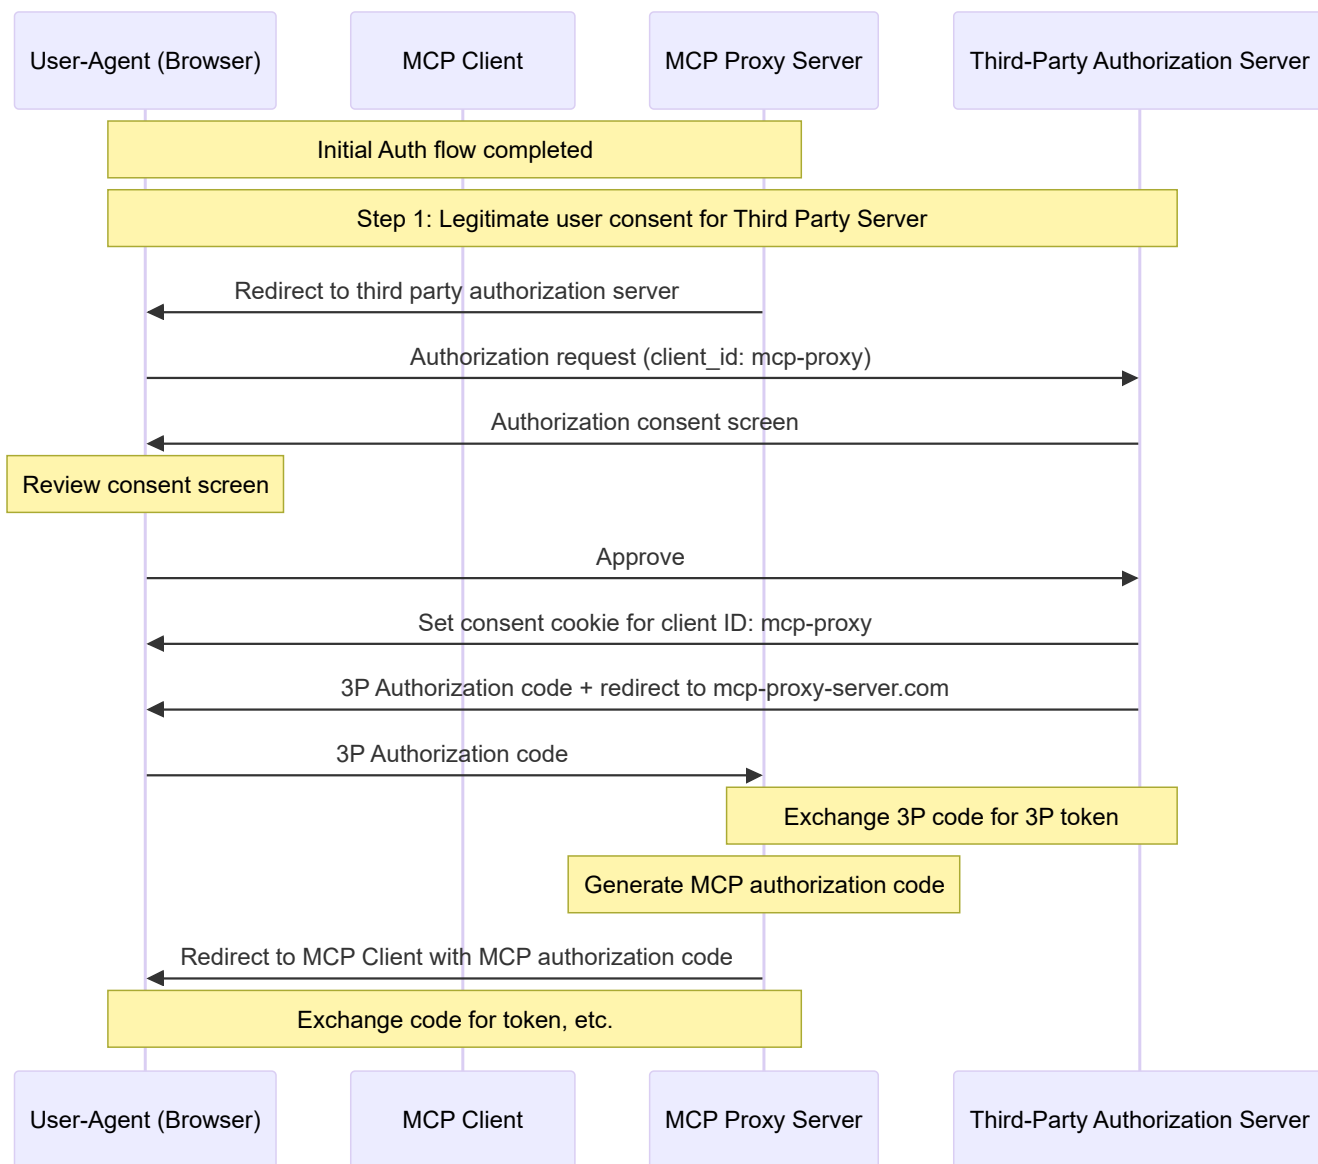 User-Agent (Browser)
MCP Client
MCP Proxy Server
Third-Party Authorization Server
Initial Auth flow completed
Step 1: Legitimate user consent for Third Party Server
Redirect to third party authorization server
Authorization request (client_id: mcp-proxy)
Authorization consent screen
Review consent screen
Approve
Set consent cookie for client ID: mcp-proxy
3P Authorization code + redirect to mcp-proxy-server.com
3P Authorization code
Exchange 3P code for 3P token
Generate MCP authorization code
Redirect to MCP Client with MCP authorization code
Exchange code for token, etc.
User-Agent (Browser)
MCP Client
MCP Proxy Server
Third-Party Authorization Server